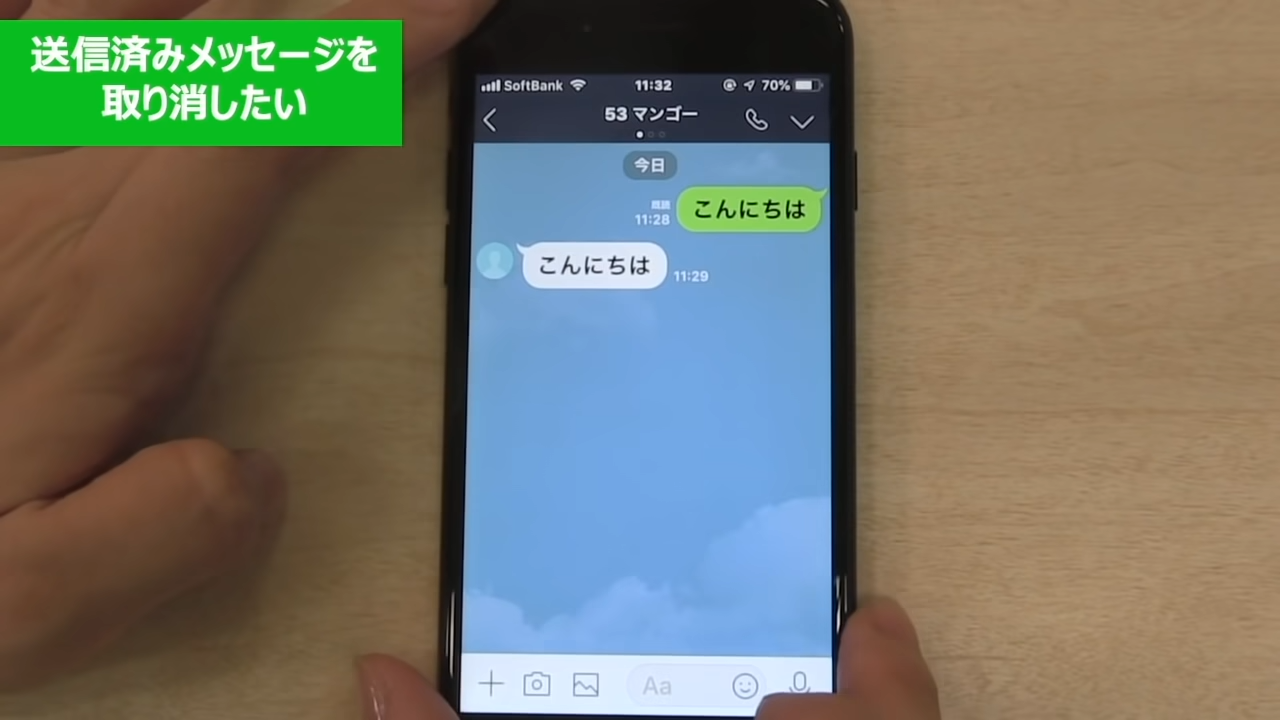 送信済みメッセージを
取り消したい
SoftBank 11:32 70%
53 マンゴー
今日
既読
11:28
こんにちは
こんにちは
11:29
Aa